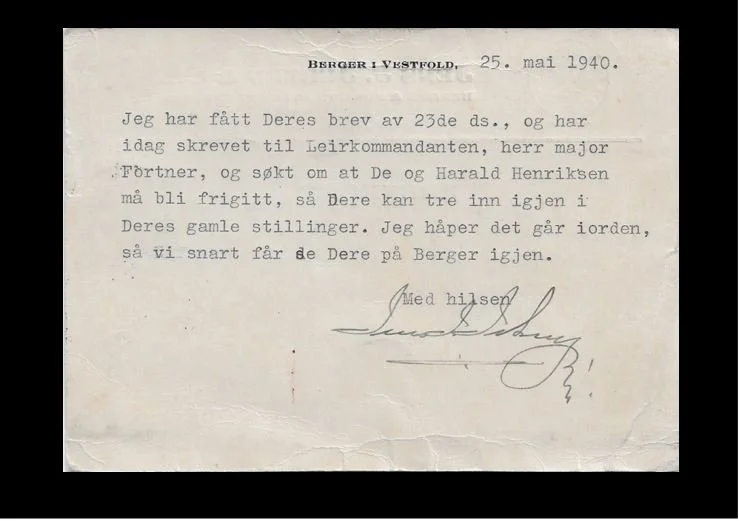 BERGER I VESTFOLD, 25. mai 1940.
Jeg har fått Deres brev av 23de ds., og har
idag skrevet til Leirkommandanten, herr major
Fortner, og søkt om at De og Harald Henriksen
må bli frigitt, så Dere kan tre inn igjen i
Deres gamle stillinger. Jeg håper det går iorden,
så vi snart får se Dere på Berger igjen.
Med hilsen